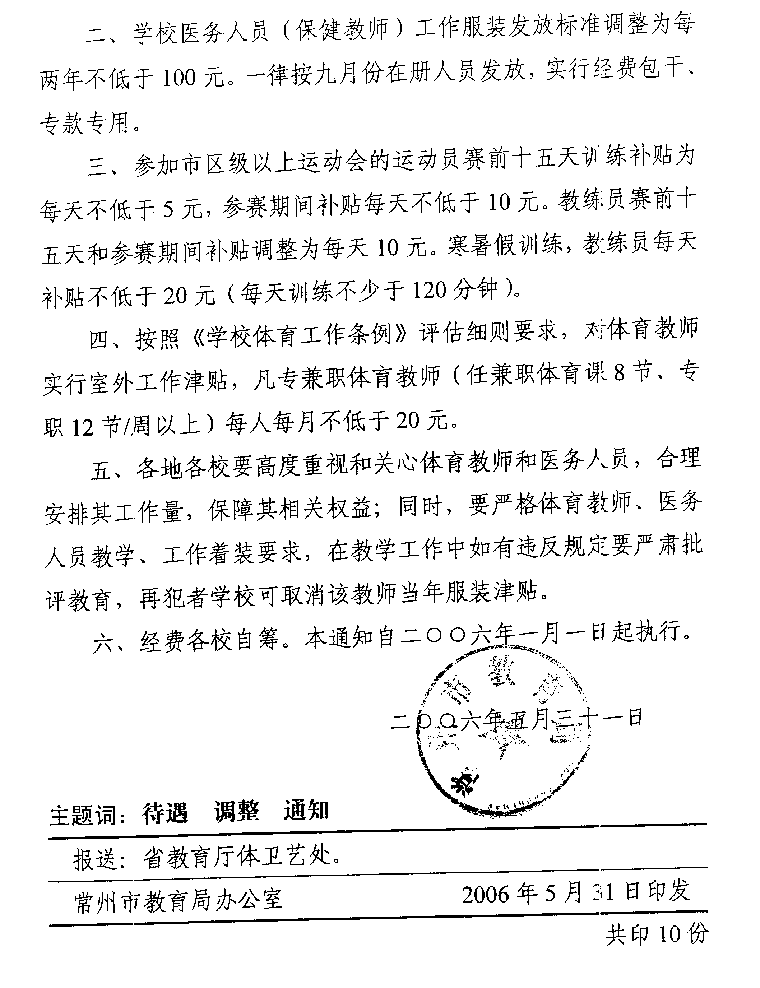 二、学校医务人员（保健教师）工作服装发放标准调整为每
两年不低于100元。一律按九月份在册人员发放，实行经费包干、
专款专用。
三、参加市区级以上运动会的运动员赛前十五天训练补贴为
每天不低于5元，参赛期间补贴每天不低于10元。教练员赛前十
五天和参赛期间补贴调整为每天10元。寒暑假训练，教练员每天
补贴不低于20元（每天训练不少于120分钟）。
四、按照《学校体育工作条例》评估细则要求，对体育教师
实行室外工作津贴，凡专兼职体育教师（任兼职体育课8节、专
职12节/周以上）每人每月不低于20元。
五、各地各校要高度重视和关心体育教师和医务人员，合理
安排其工作量，保障其相关权益；同时，要严格体育教师、医务
人员教学、工作着装要求，在教学工作中如有违反规定要严肃批
评教育，再犯者学校可取消该教师当年服装津贴。
六、经费各校自筹。本通知自二〇〇六年一月一日起执行。
市教
二〇〇六年五月三十一日
主题词：待遇 调整 通知
报送：省教育厅体卫艺处。
常州市教育局办公室 2006年5月31日印发
共印10份